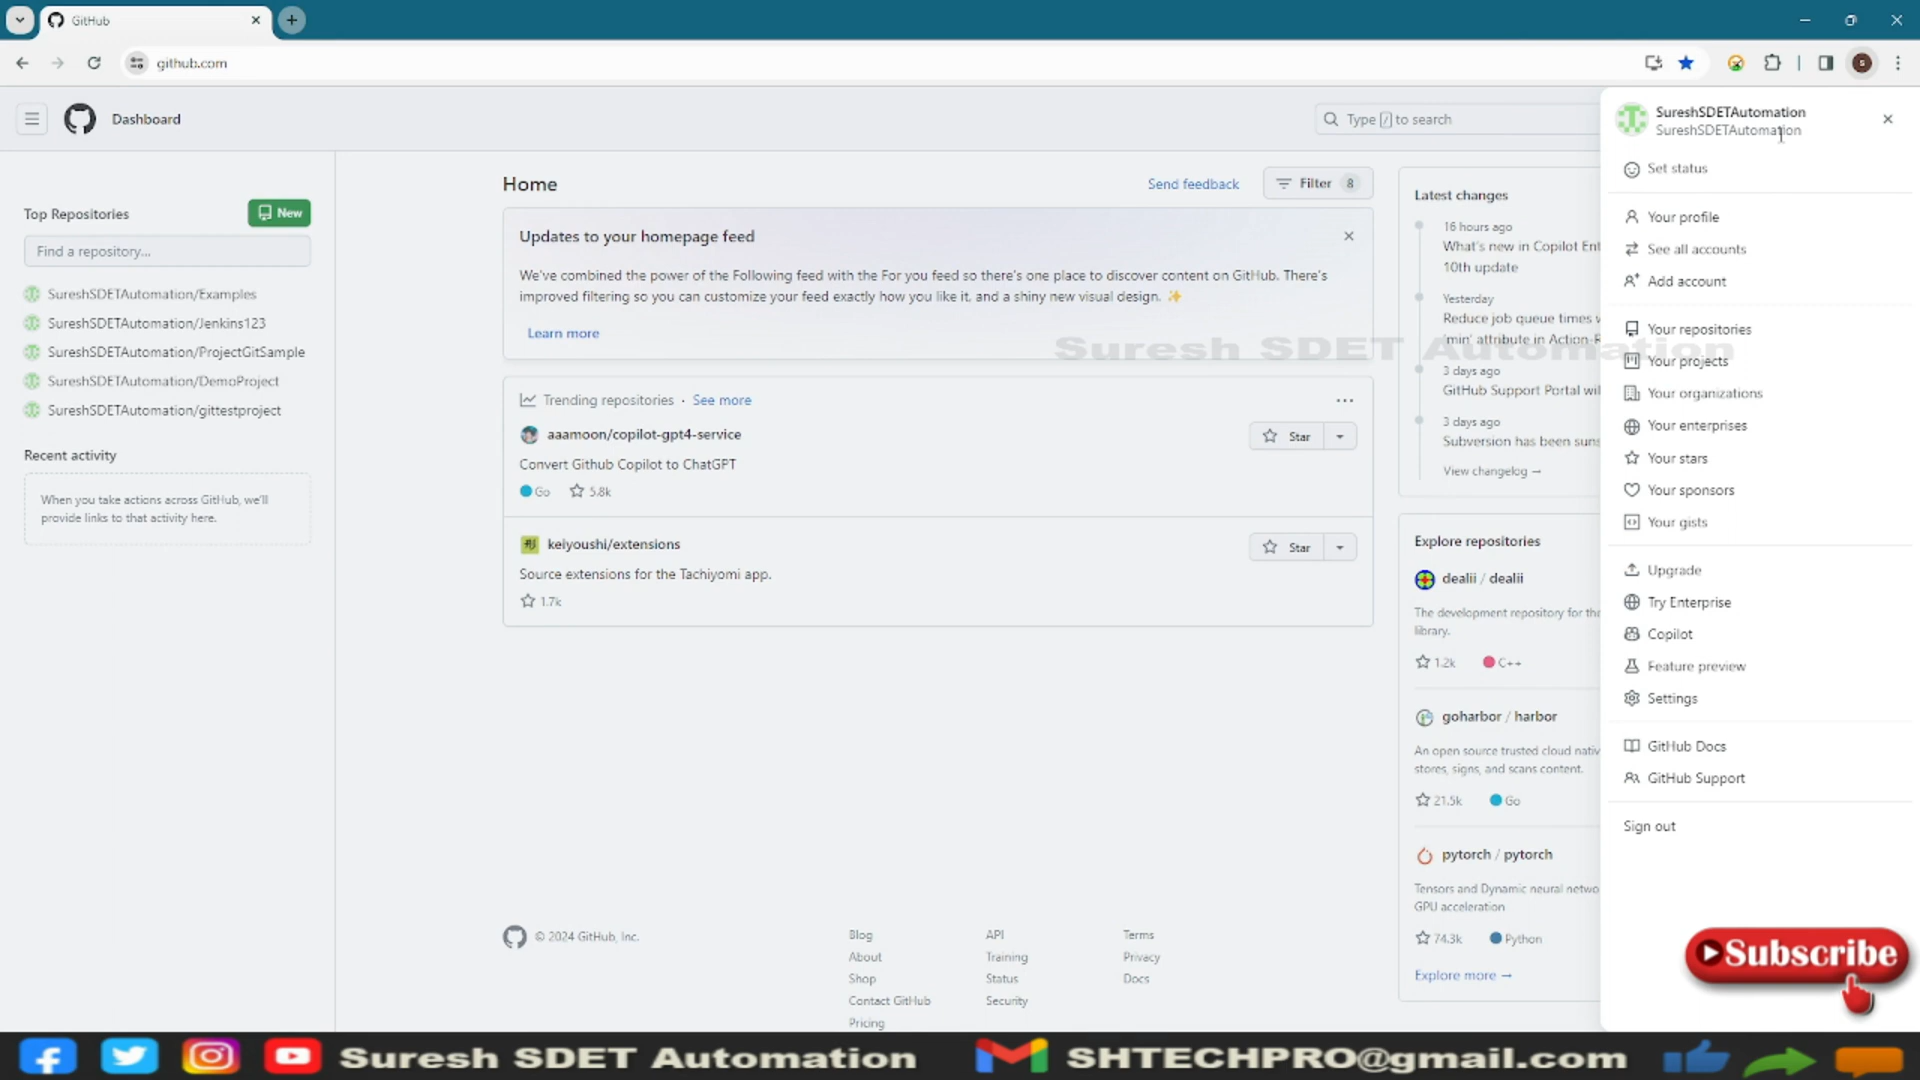 GitHub
github.com
Dashboard
Type / to search
Top Repositories
New
Find a repository...
SureshSDETAutomation/Examples
SureshSDETAutomation/Jenkins123
SureshSDETAutomation/ProjectGitSample
SureshSDETAutomation/DemoProject
SureshSDETAutomation/gittestproject
Recent activity
When you take actions across GitHub, we'll
provide links to that activity here.
Home
Send feedback
Filter 8
Updates to your homepage feed
We've combined the power of the Following feed with the For you feed so there's one place to discover content on GitHub. There's
improved filtering so you can customize your feed exactly how you like it, and a shiny new visual design. ✨
Learn more
Suresh SDET Automation
Trending repositories · See more
aaamoon/copilot-gpt4-service
Star
Convert Github Copilot to ChatGPT
Go 5.8k
keiyoushi/extensions
Star
Source extensions for the Tachiyomi app.
1.7k
© 2024 GitHub, Inc.
Blog
About
Shop
Contact GitHub
Pricing
API
Training
Status
Security
Terms
Privacy
Docs
Latest changes
16 hours ago
What's new in Copilot Ent
10th update
Yesterday
Reduce job queue times
'min' attribute in Action-R
3 days ago
GitHub Support Portal wil
3 days ago
Subversion has been suns
View changelog →
Explore repositories
dealii / dealii
The development repository for the
library.
1.2k C++
goharbor / harbor
An open source trusted cloud nativ
stores, signs, and scans content.
21.5k Go
pytorch / pytorch
Tensors and Dynamic neural netwo
GPU acceleration
74.3k Python
Explore more →
SureshSDETAutomation
SureshSDETAutomation
Set status
Your profile
See all accounts
Add account
Your repositories
Your projects
Your organizations
Your enterprises
Your stars
Your sponsors
Your gists
Upgrade
Try Enterprise
Copilot
Feature preview
Settings
GitHub Docs
GitHub Support
Sign out
Subscribe
Suresh SDET Automation
SHTECHPRO@gmail.com